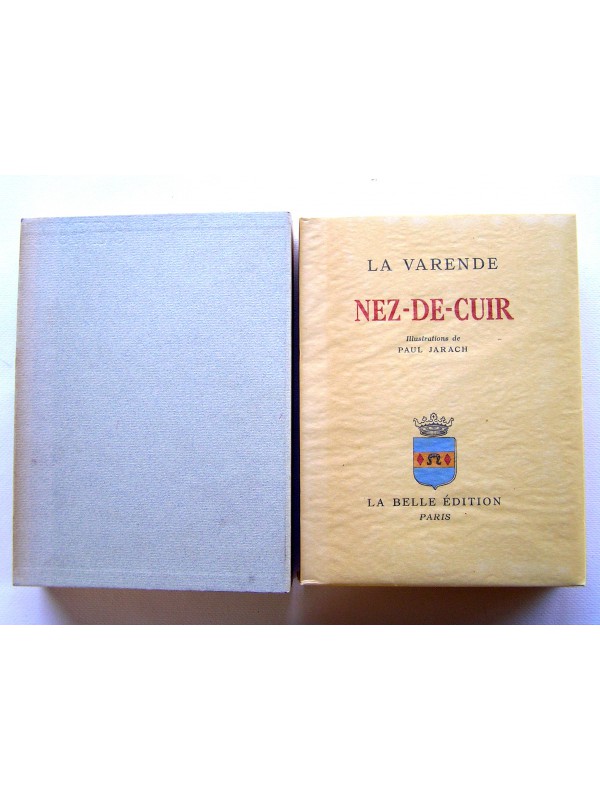 LA VARENDE
NEZ-DE-CUIR
Illustrations de
PAUL JARACH
LA BELLE ÉDITION
PARIS